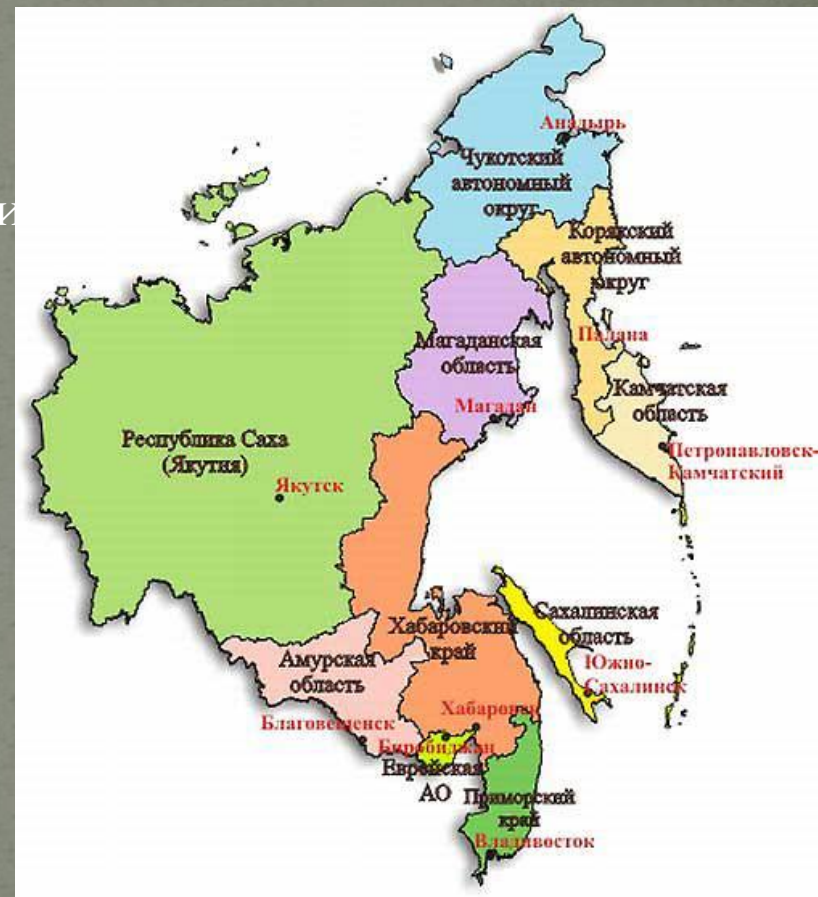 Анадырь
Чукотский
автономный
округ
Корякский
автономный
округ
Палана
Магаданская
область
Камчатская
область
Магадан
Петропавловск-
Камчатский
Республика Саха
(Якутия)
Якутск
Сахалинская
область
Хабаровский
край
Амурская
область
Южно-
Сахалинск
Хабаровск
Благовещенск
Биробиджан
Еврейская
АО
Приморский
край
Владивосток